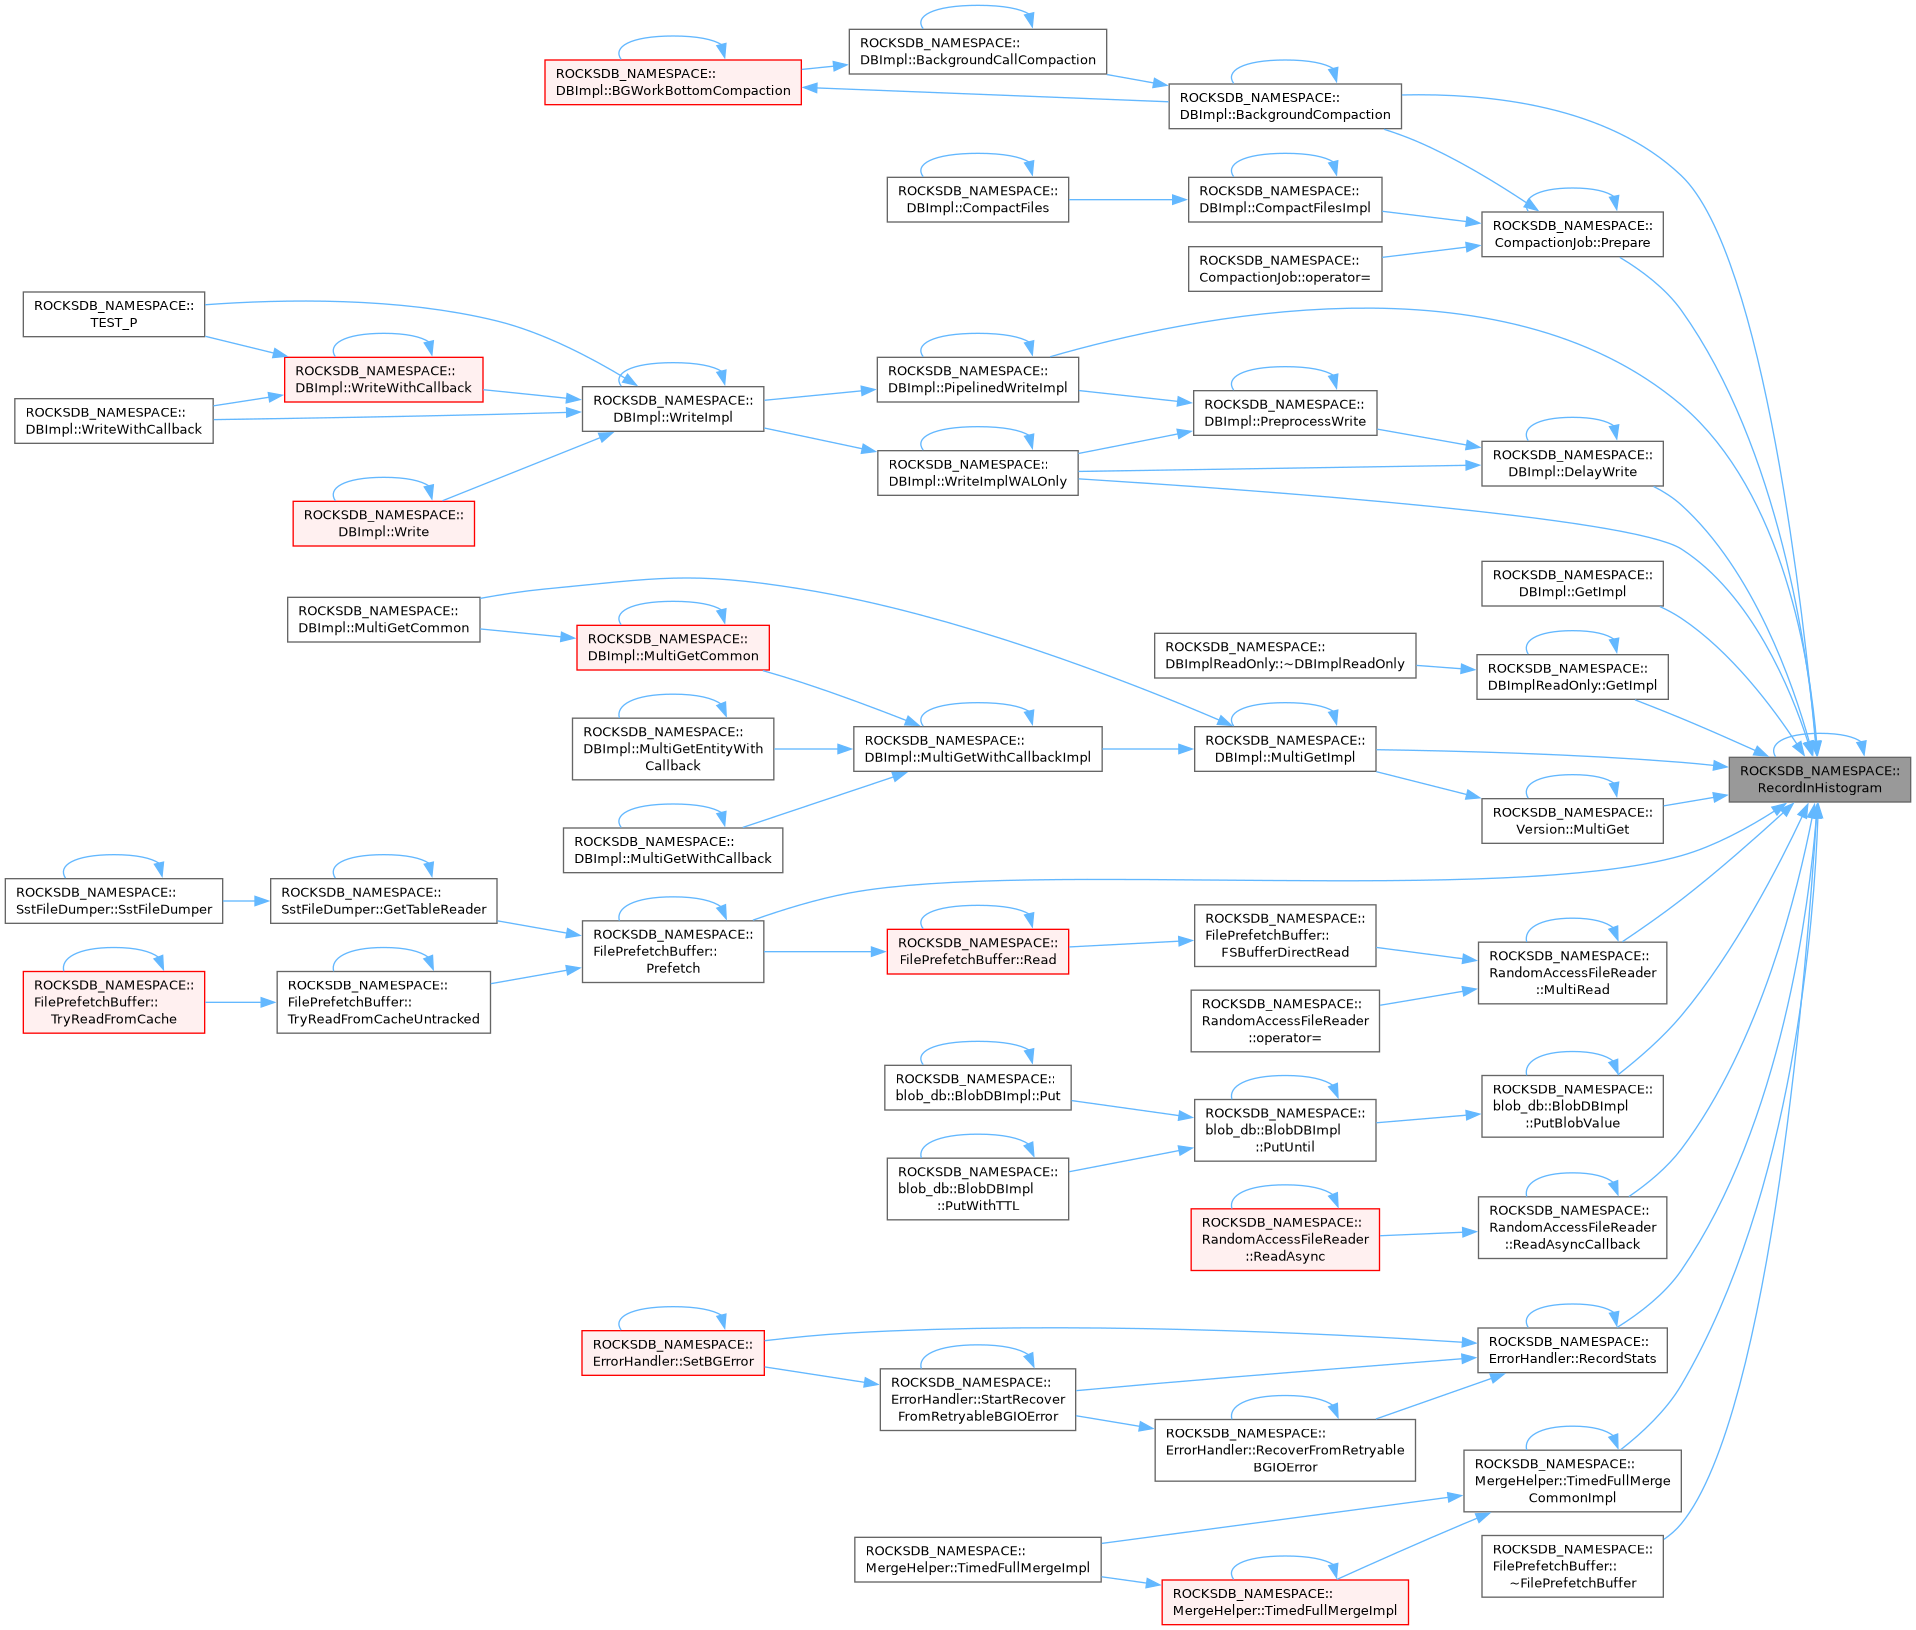 ROCKSDB_NAMESPACE::
DBImpl::BackgroundCallCompaction
ROCKSDB_NAMESPACE::
DBImpl::BGWorkBottomCompaction
ROCKSDB_NAMESPACE::
DBImpl::BackgroundCompaction
ROCKSDB_NAMESPACE::
DBImpl::CompactFiles
ROCKSDB_NAMESPACE::
DBImpl::CompactFilesImpl
ROCKSDB_NAMESPACE::
CompactionJob::Prepare
ROCKSDB_NAMESPACE::
CompactionJob::operator=
ROCKSDB_NAMESPACE::
TEST_P
ROCKSDB_NAMESPACE::
DBImpl::WriteWithCallback
ROCKSDB_NAMESPACE::
DBImpl::WriteWithCallback
ROCKSDB_NAMESPACE::
DBImpl::WriteImpl
ROCKSDB_NAMESPACE::
DBImpl::PipelinedWriteImpl
ROCKSDB_NAMESPACE::
DBImpl::PreprocessWrite
ROCKSDB_NAMESPACE::
DBImpl::WriteImplWALOnly
ROCKSDB_NAMESPACE::
DBImpl::DelayWrite
ROCKSDB_NAMESPACE::
DBImpl::Write
ROCKSDB_NAMESPACE::
DBImpl::GetImpl
ROCKSDB_NAMESPACE::
DBImpl::MultiGetCommon
ROCKSDB_NAMESPACE::
DBImpl::MultiGetCommon
ROCKSDB_NAMESPACE::
DBImplReadOnly::~DBImplReadOnly
ROCKSDB_NAMESPACE::
DBImplReadOnly::GetImpl
ROCKSDB_NAMESPACE::
DBImpl::MultiGetEntityWith
Callback
ROCKSDB_NAMESPACE::
DBImpl::MultiGetWithCallbackImpl
ROCKSDB_NAMESPACE::
DBImpl::MultiGetImpl
ROCKSDB_NAMESPACE::
RecordInHistogram
ROCKSDB_NAMESPACE::
Version::MultiGet
ROCKSDB_NAMESPACE::
DBImpl::MultiGetWithCallback
ROCKSDB_NAMESPACE::
SstFileDumper::SstFileDumper
ROCKSDB_NAMESPACE::
SstFileDumper::GetTableReader
ROCKSDB_NAMESPACE::
FilePrefetchBuffer::
Prefetch
ROCKSDB_NAMESPACE::
FilePrefetchBuffer::Read
ROCKSDB_NAMESPACE::
FilePrefetchBuffer::
FSBufferDirectRead
ROCKSDB_NAMESPACE::
RandomAccessFileReader
::MultiRead
ROCKSDB_NAMESPACE::
FilePrefetchBuffer::
TryReadFromCache
ROCKSDB_NAMESPACE::
FilePrefetchBuffer::
TryReadFromCacheUntracked
ROCKSDB_NAMESPACE::
RandomAccessFileReader
::operator=
ROCKSDB_NAMESPACE::
blob_db::BlobDBImpl::Put
ROCKSDB_NAMESPACE::
blob_db::BlobDBImpl
::PutUntil
ROCKSDB_NAMESPACE::
blob_db::BlobDBImpl
::PutBlobValue
ROCKSDB_NAMESPACE::
blob_db::BlobDBImpl
::PutWithTTL
ROCKSDB_NAMESPACE::
RandomAccessFileReader
::ReadAsync
ROCKSDB_NAMESPACE::
RandomAccessFileReader
::ReadAsyncCallback
ROCKSDB_NAMESPACE::
ErrorHandler::SetBGError
ROCKSDB_NAMESPACE::
ErrorHandler::StartRecover
FromRetryableBGIOError
ROCKSDB_NAMESPACE::
ErrorHandler::RecordStats
ROCKSDB_NAMESPACE::
ErrorHandler::RecoverFromRetryable
BGIOError
ROCKSDB_NAMESPACE::
MergeHelper::TimedFullMerge
CommonImpl
ROCKSDB_NAMESPACE::
MergeHelper::TimedFullMergeImpl
ROCKSDB_NAMESPACE::
MergeHelper::TimedFullMergeImpl
ROCKSDB_NAMESPACE::
FilePrefetchBuffer::
~FilePrefetchBuffer